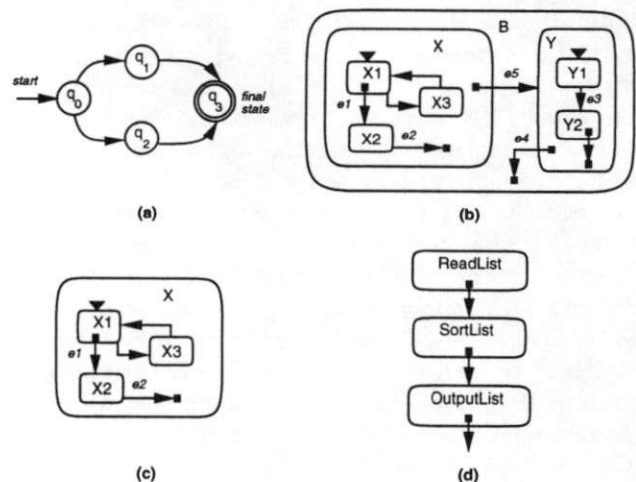 start
q0
q1
q2
q3
final
state
(a)
B
X
X1
e1
X3
X2
e2
e5
Y
Y1
e3
Y2
e4
(b)
X
X1
e1
X3
X2
e2
(c)
ReadList
SortList
OutputList
(d)